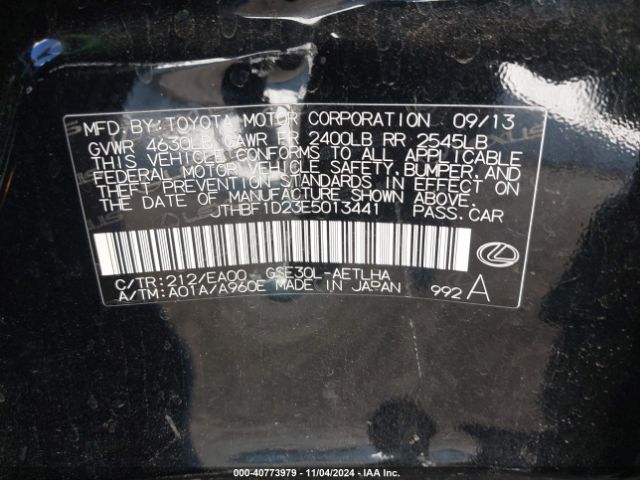 MFD. BY: TOYOTA MOTOR CORPORATION 09/13
GVWR 4630LB GAWR FR 2400LB RR 2545LB
THIS VEHICLE CONFORMS TO ALL APPLICABLE
FEDERAL MOTOR VEHICLE SAFETY, BUMPER, AND
THEFT PREVENTION STANDARDS IN EFFECT ON
THE DATE OF MANUFACTURE SHOWN ABOVE.
JTHBF1D23E5013441 PASS. CAR
C/TR: 212/EA00 GSE30L-AETLHA
A/TM: A01A/A960E MADE IN JAPAN 992 A
000-40773979 - 11/04/2024 - IAA Inc.